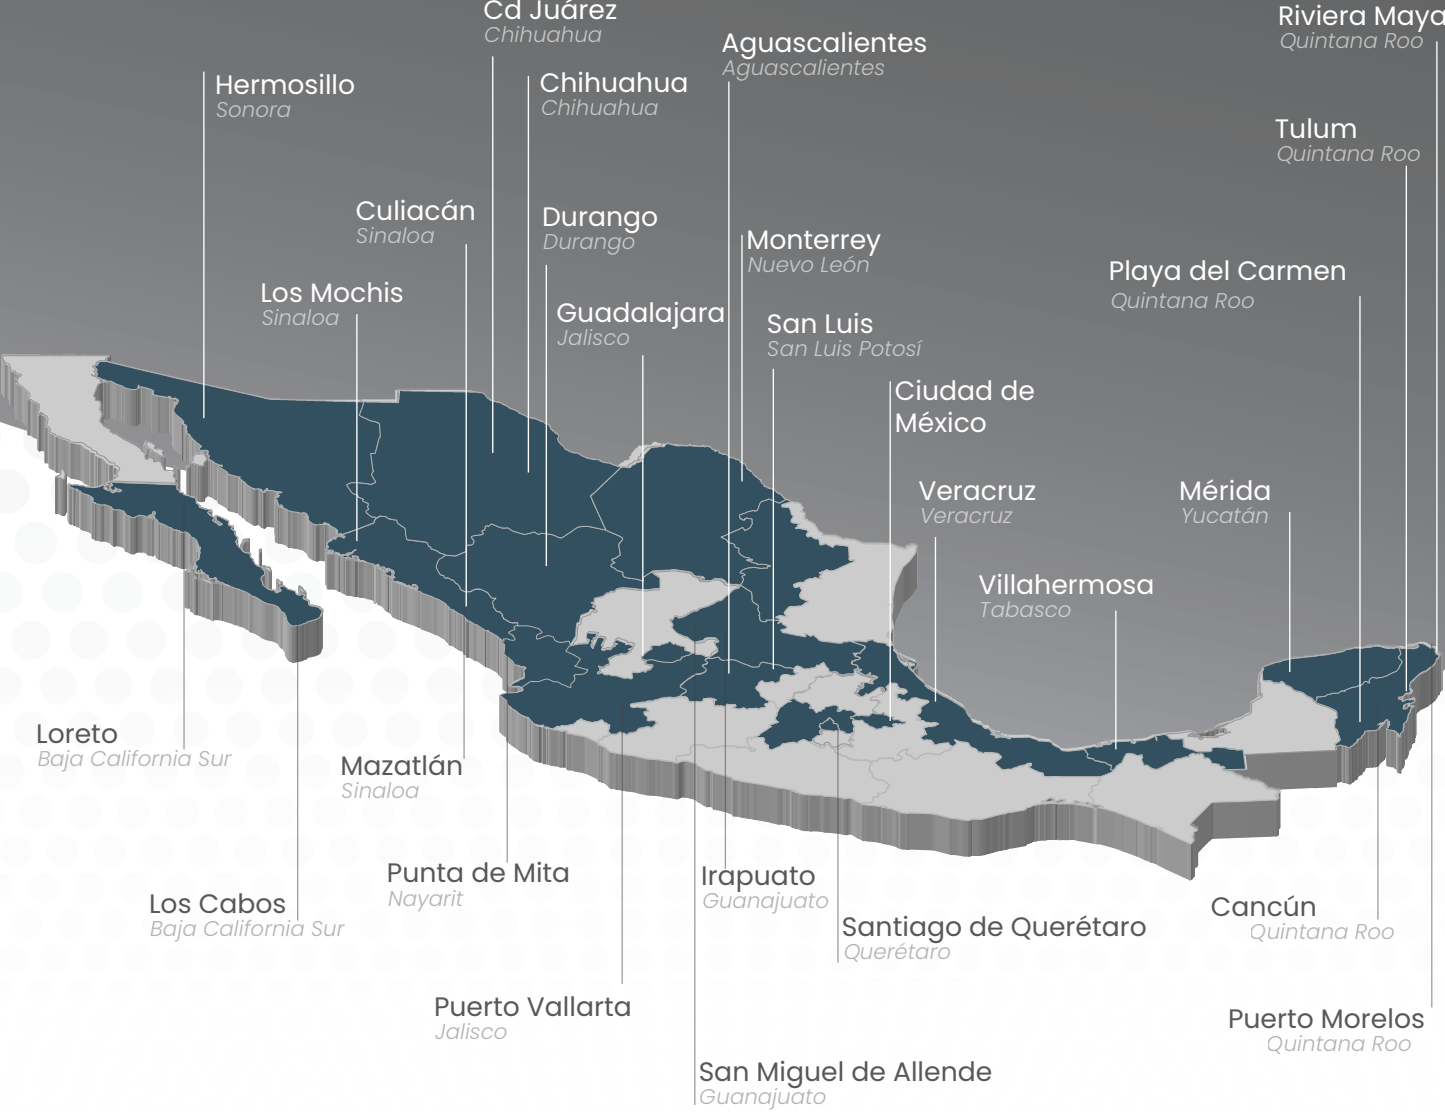 Cd Juárez
Chihuahua
Riviera Maya
Quintana Roo
Aguascalientes
Aguascalientes
Hermosillo
Sonora
Chihuahua
Chihuahua
Tulum
Quintana Roo
Culiacán
Sinaloa
Durango
Durango
Monterrey
Nuevo León
Playa del Carmen
Quintana Roo
Los Mochis
Sinaloa
Guadalajara
Jalisco
San Luis
San Luis Potosí
Ciudad de
México
Veracruz
Veracruz
Mérida
Yucatán
Villahermosa
Tabasco
Loreto
Baja California Sur
Mazatlán
Sinaloa
Punta de Mita
Nayarit
Irapuato
Guanajuato
Los Cabos
Baja California Sur
Santiago de Querétaro
Querétaro
Cancún
Quintana Roo
Puerto Vallarta
Jalisco
Puerto Morelos
Quintana Roo
San Miguel de Allende
Guanajuato